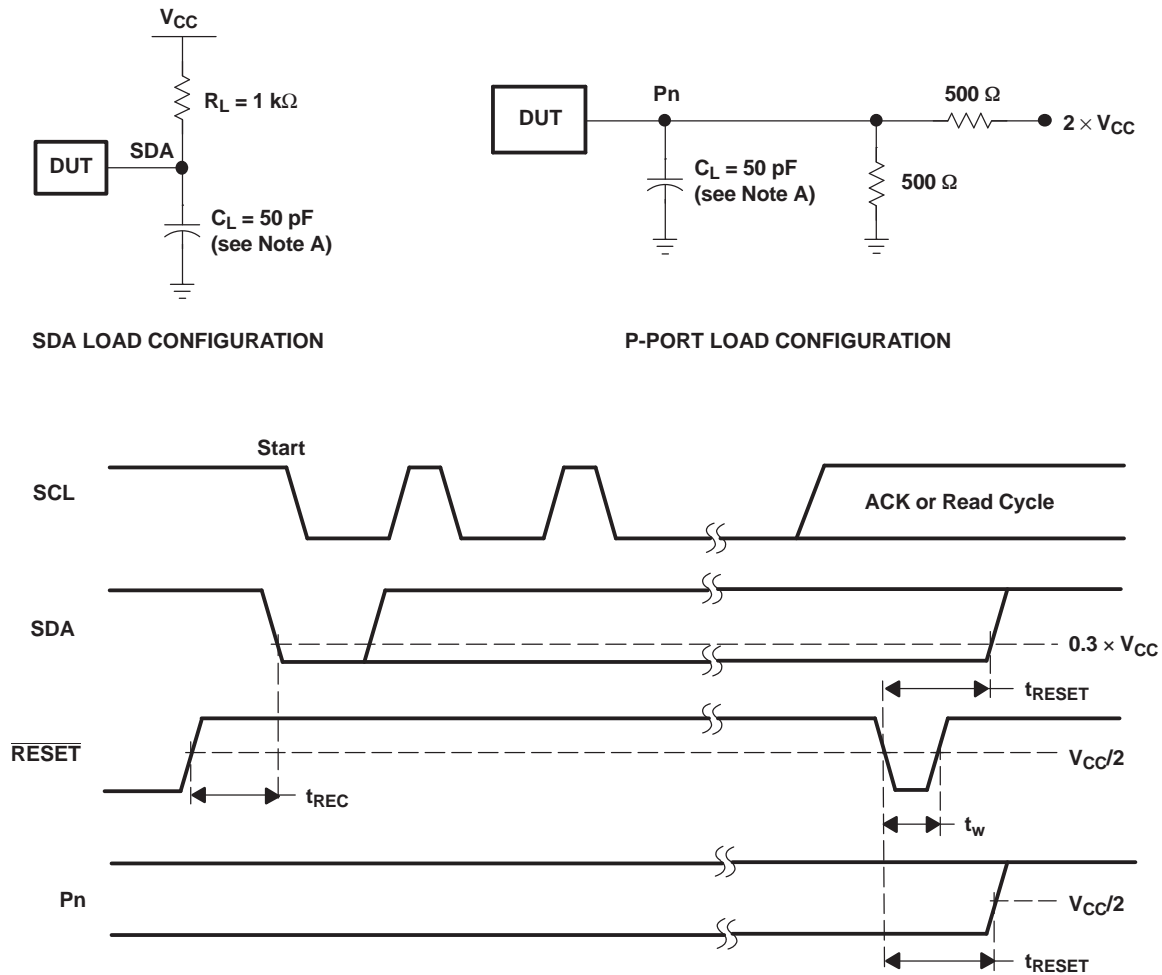 VCC
RL = 1 kΩ
DUT
SDA
CL = 50 pF
(see Note A)
SDA LOAD CONFIGURATION
DUT
Pn
500 Ω
2 × VCC
CL = 50 pF
(see Note A)
500 Ω
P-PORT LOAD CONFIGURATION
Start
SCL
ACK or Read Cycle
SDA
0.3 × VCC
tRESET
RESET
VCC/2
tREC
tw
Pn
VCC/2
tRESET